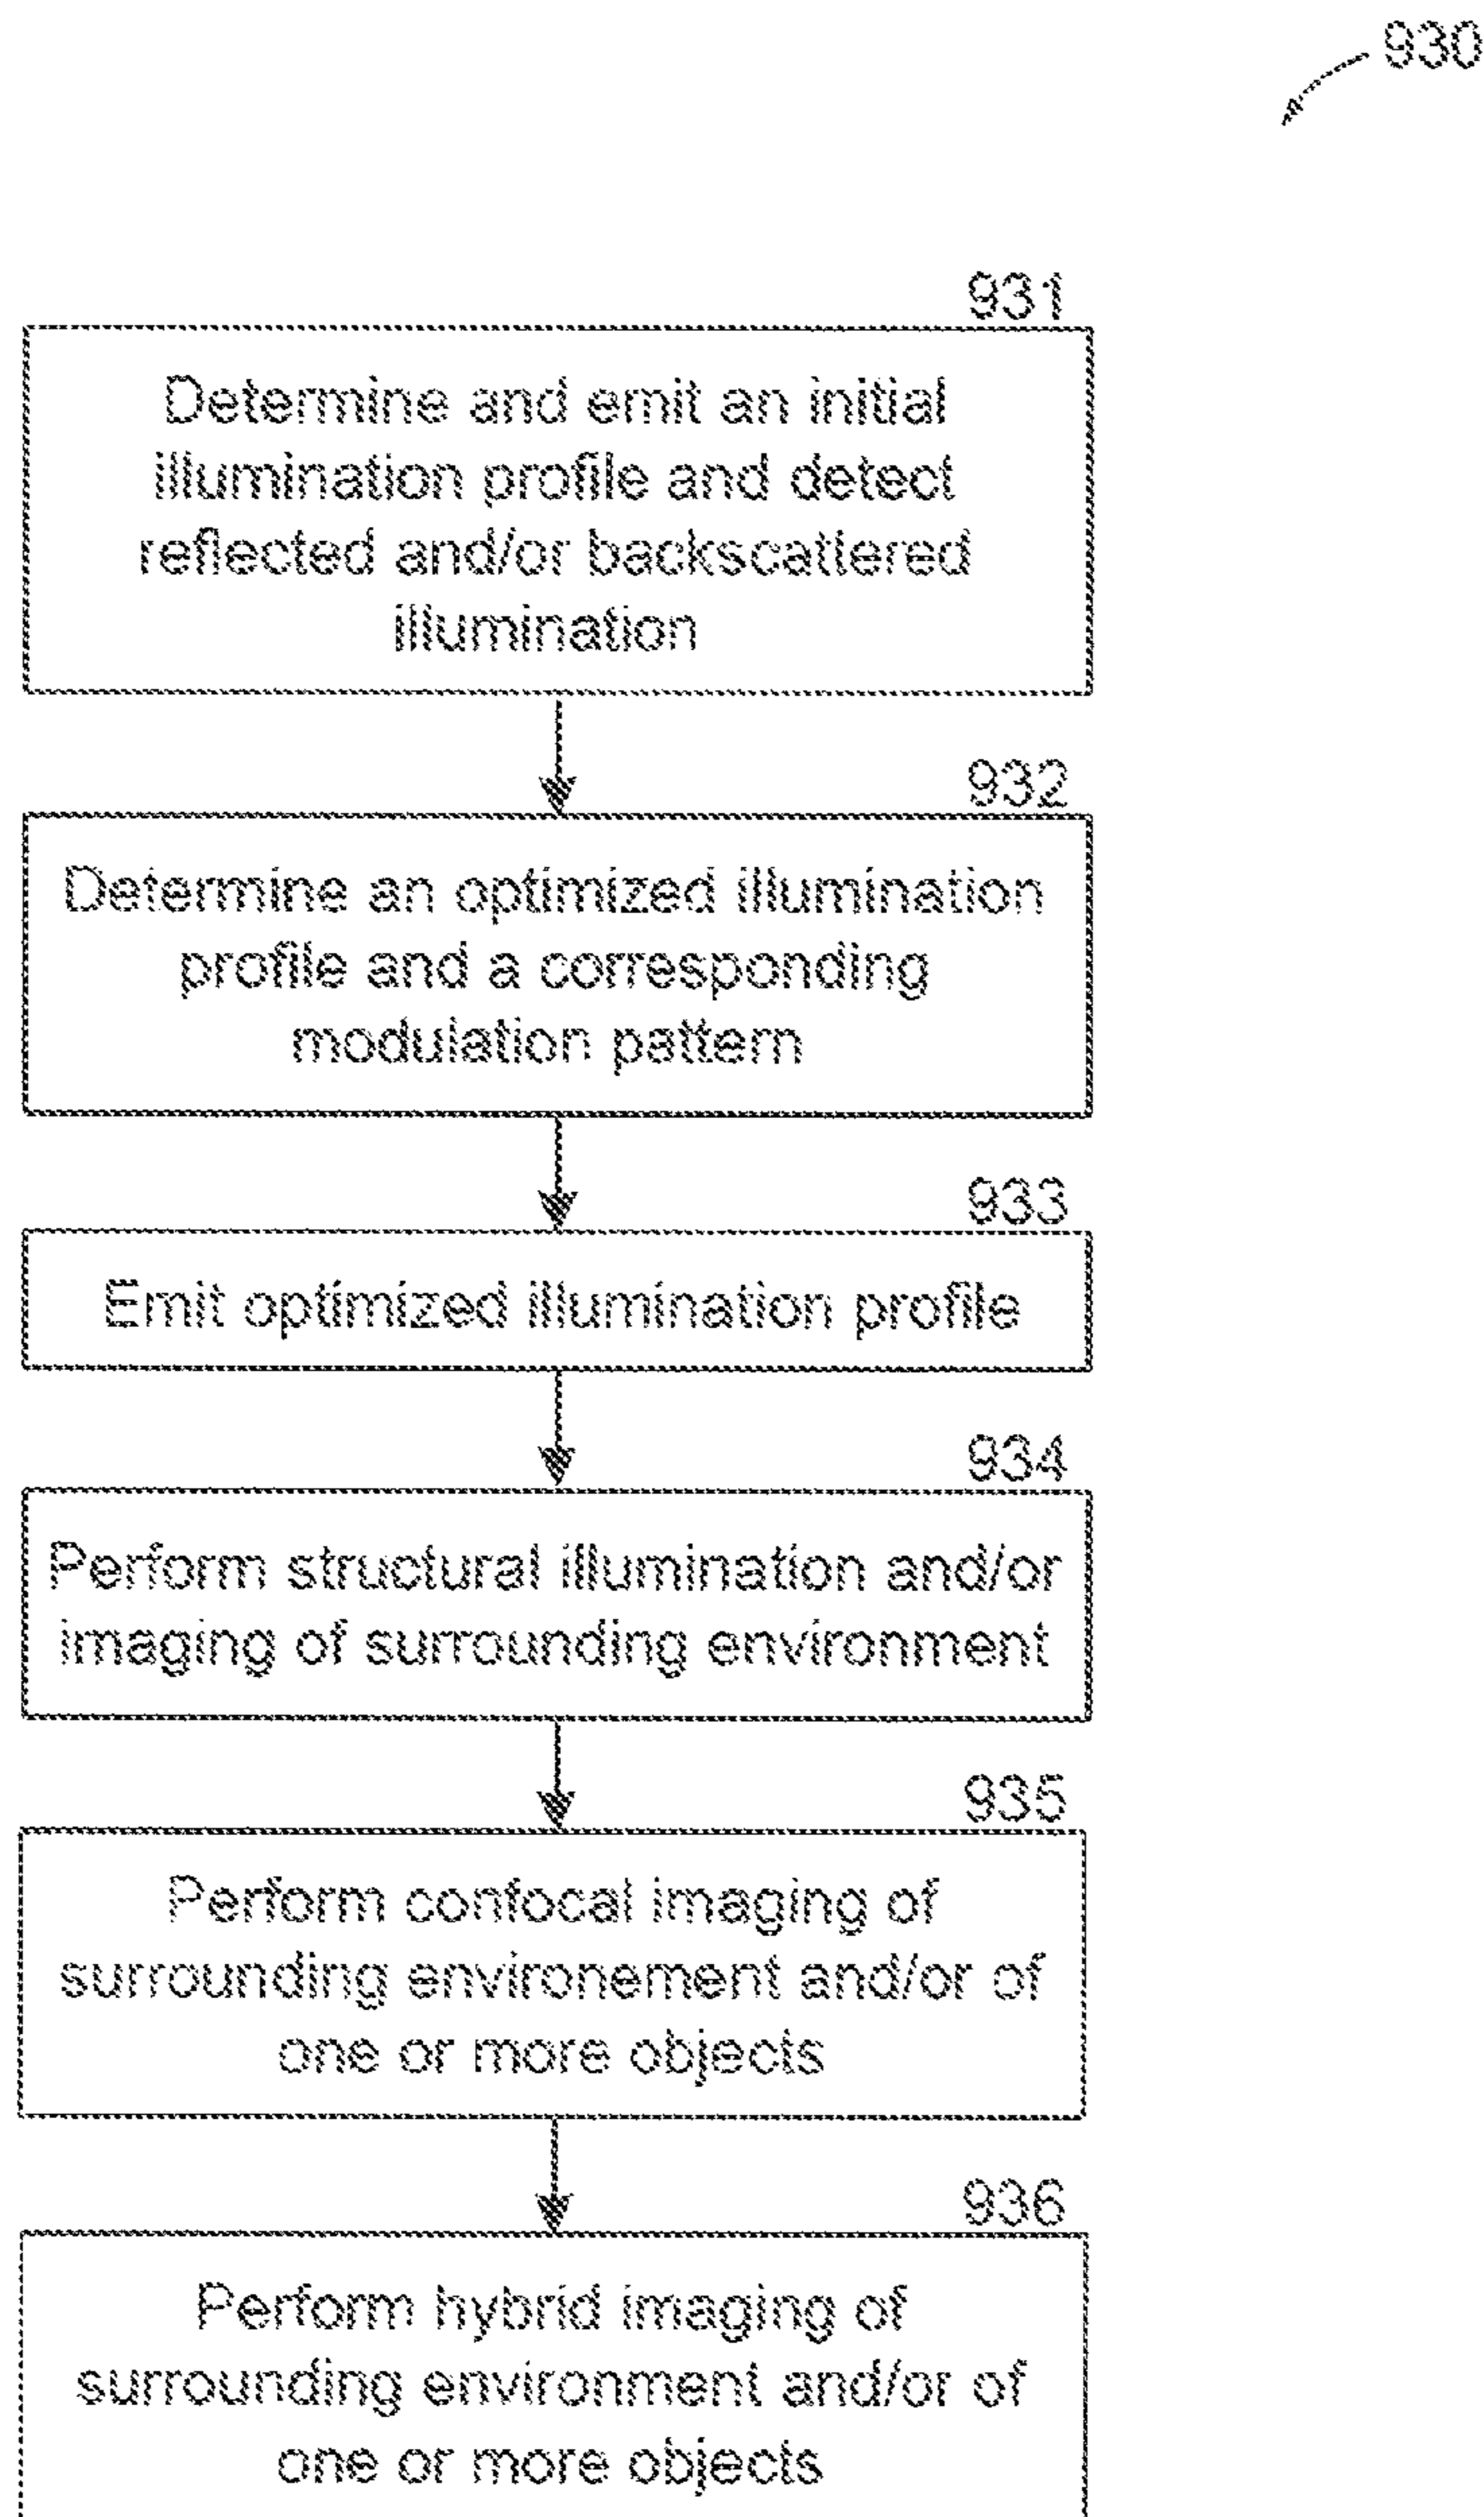 930
931
Determine and emit an initial
illumination profile and detect
reflected and/or backscattered
illumination
932
Determine an optimized illumination
profile and a corresponding
modulation pattern
933
Emit optimized illumination profile
934
Perform structural illumination and/or
imaging of surrounding environment
935
Perform confocal imaging of
surrounding environement and/or of
one or more objects
936
Perform hybrid imaging of
surrounding environment and/or of
one or more objects